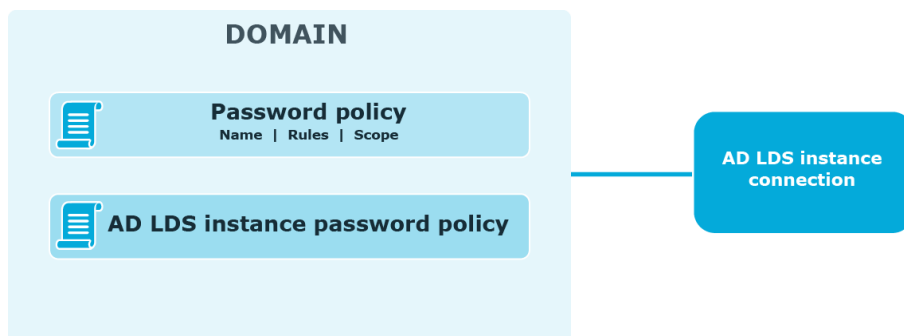 DOMAIN
Password policy
Name | Rules | Scope
AD LDS instance password policy
AD LDS instance
connection